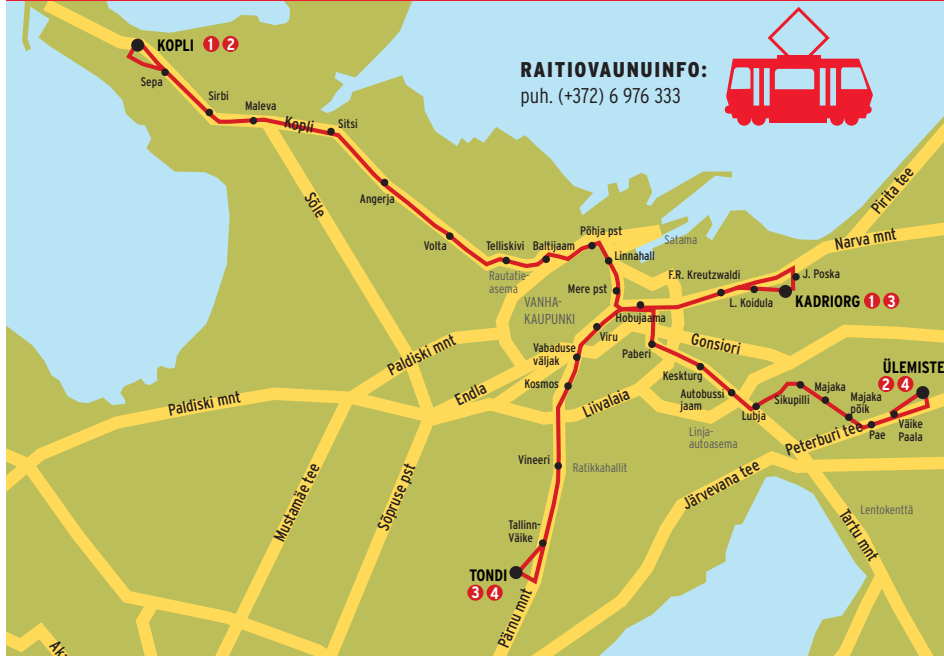 KOPLI 1 2
Sepa
Sirbi
Maleva
Kopli
Sitsi
RAITIOVAUNUINFO:
puh. (+372) 6 976 333
Angerja
Sõle
Volta
Telliskivi
Baltijaam
Põhja pst
Linnahall
Satama
Pirita tee
Narva mnt
Rautatie-
asema
Mere pst
F.R. Kreutzwaldi
J. Poska
L. Koidula
KADRIORG 1 3
VANHA-
KAUPUNKI
Hobujaama
Viru
Paberi
Gonsiori
Vabaduse
väljak
Kosmos
Keskturg
Autobussi
jaam
Lubja
Sikupilli
Majaka
Majaka
põik
ÜLEMISTE
2 4
Väike
Paala
Pae
Paldiski mnt
Paldiski mnt
Endla
Liivalaia
Linja-
autoasema
Peterburi tee
Järvevana tee
Vineeri
Ratikkahallit
Mustamäe tee
Sõpruse pst
Tallinn-
Väike
TONDI
3 4
Pärnu mnt
Tartu mnt
Lentokenttä